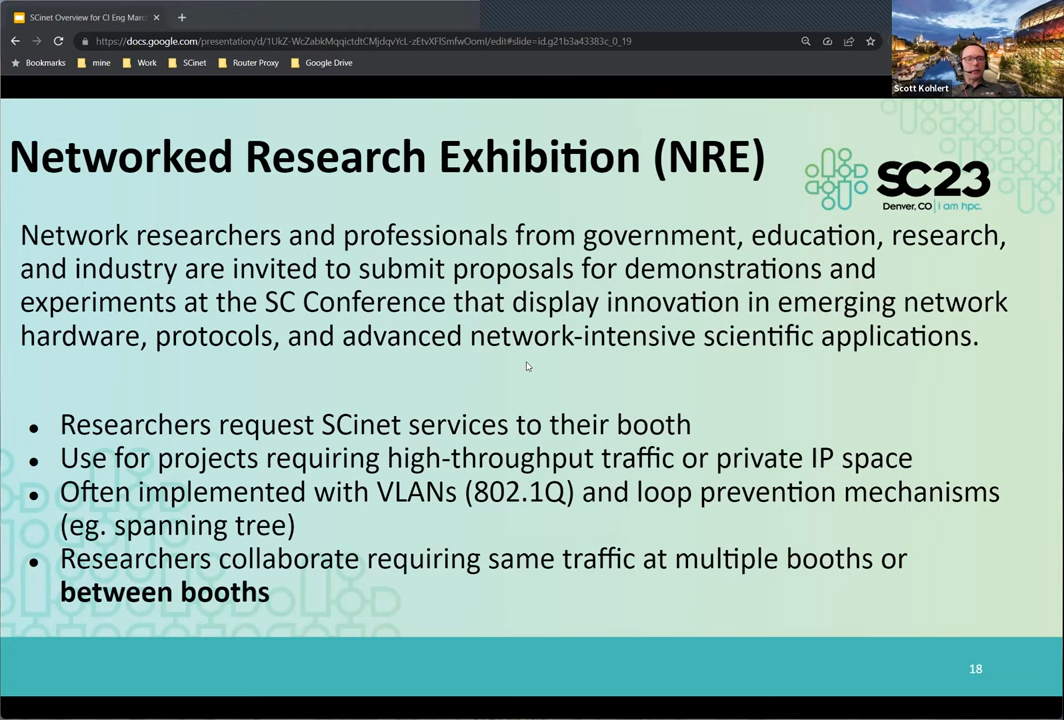 SCinet Overview for CI Eng Marc
https://docs.google.com/presentation/d/1UkZ-WcZabkMqqictdtCMjdqvYcL-zEtvXFlSmfwOomI/edit#slide=id.g21b3a43383c_0_19
Bookmarks mine Work SCinet Router Proxy Google Drive
Scott Kohlert
Networked Research Exhibition (NRE)
SC23
Denver, CO | i am hpc.
Network researchers and professionals from government, education, research,
and industry are invited to submit proposals for demonstrations and
experiments at the SC Conference that display innovation in emerging network
hardware, protocols, and advanced network-intensive scientific applications.
● Researchers request SCinet services to their booth
● Use for projects requiring high-throughput traffic or private IP space
● Often implemented with VLANs (802.1Q) and loop prevention mechanisms
(eg. spanning tree)
● Researchers collaborate requiring same traffic at multiple booths or
between booths
18